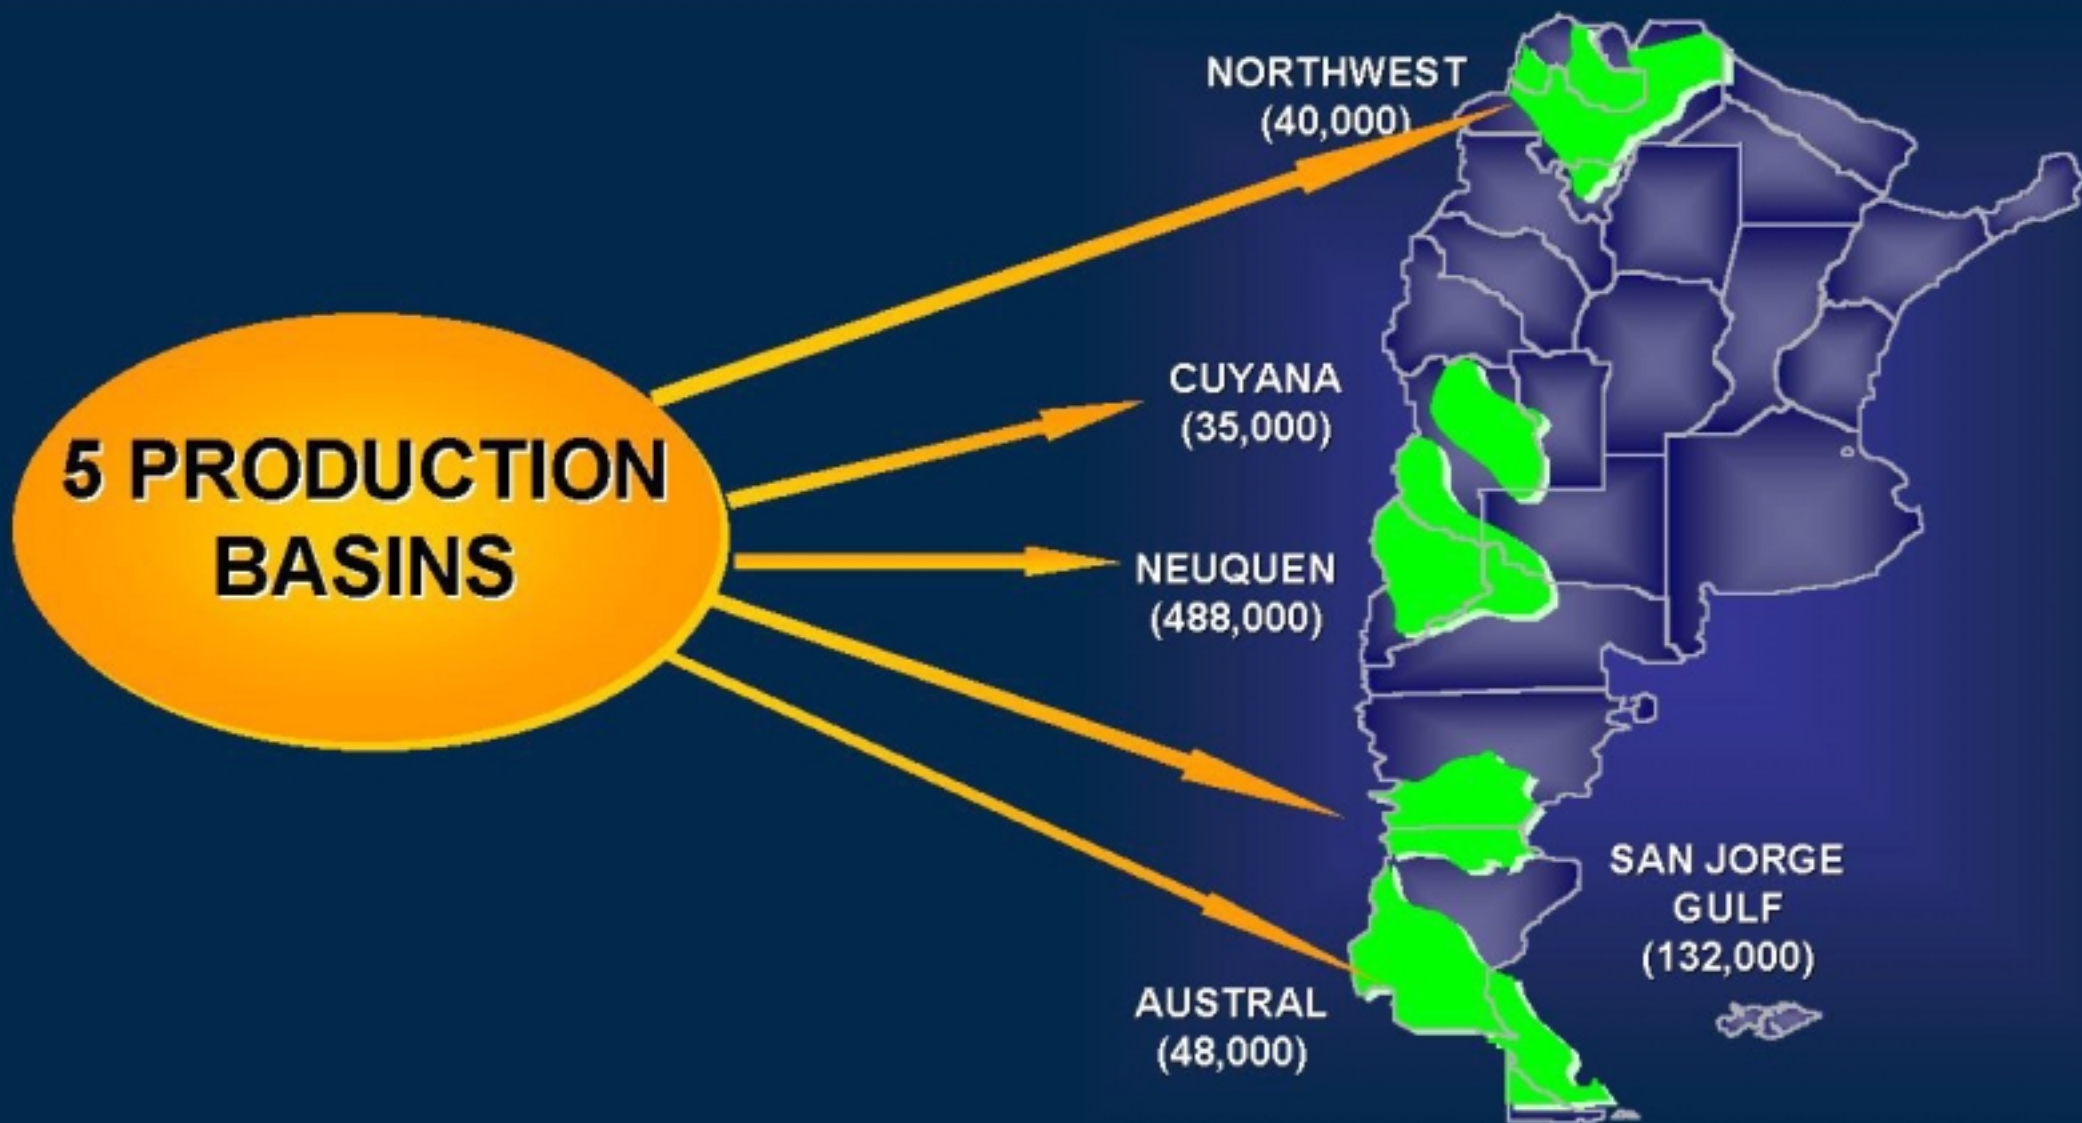 5 PRODUCTION
BASINS
NORTHWEST
(40,000)
CUYANA
(35,000)
NEUQUEN
(488,000)
SAN JORGE
GULF
(132,000)
AUSTRAL
(48,000)